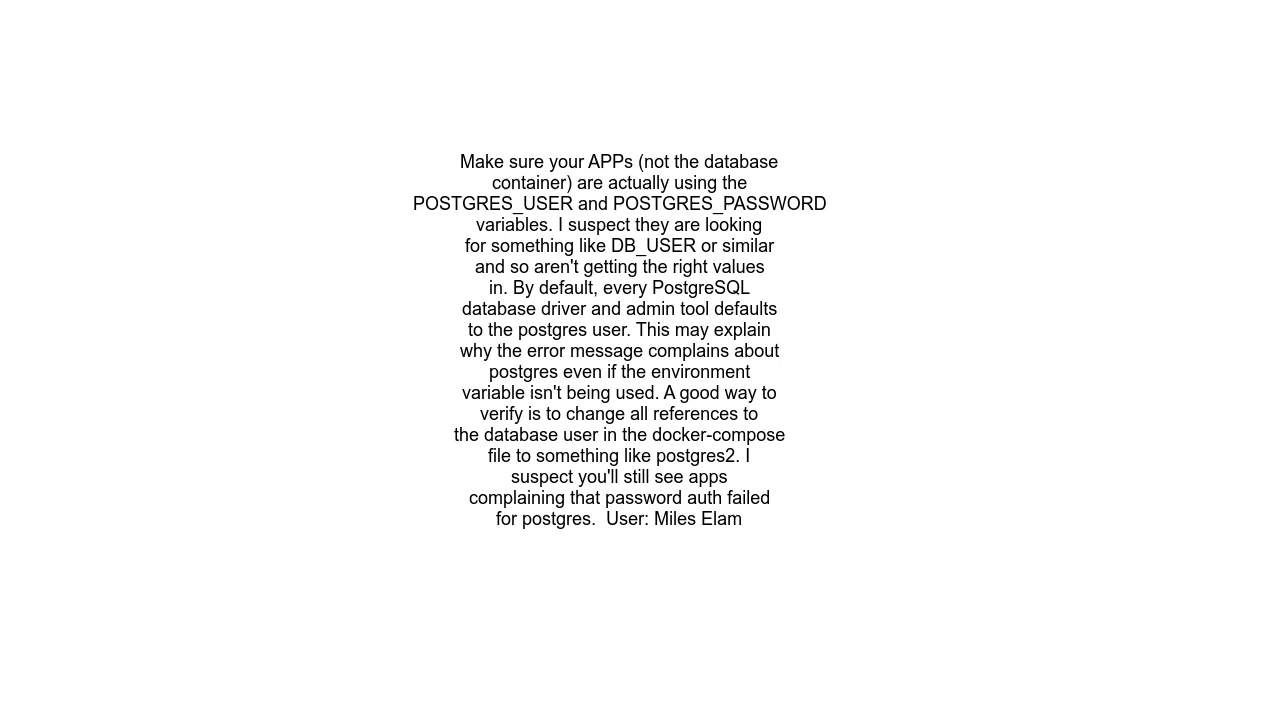 Make sure your APPs (not the database
container) are actually using the
POSTGRES_USER and POSTGRES_PASSWORD
variables. I suspect they are looking
for something like DB_USER or similar
and so aren't getting the right values
in. By default, every PostgreSQL
database driver and admin tool defaults
to the postgres user. This may explain
why the error message complains about
postgres even if the environment
variable isn't being used. A good way to
verify is to change all references to
the database user in the docker-compose
file to something like postgres2. I
suspect you'll still see apps
complaining that password auth failed
for postgres.  User: Miles Elam